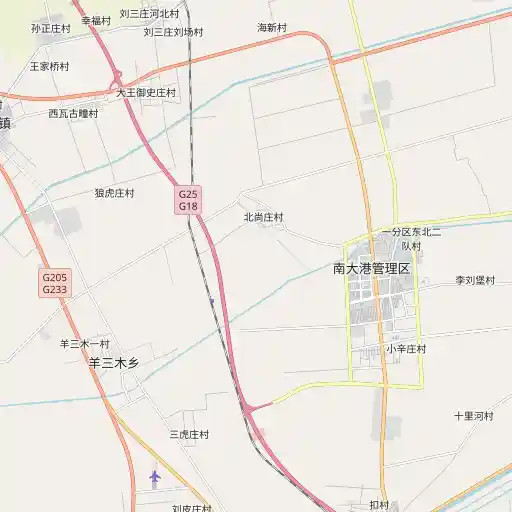 刘三庄河北村
幸福村
孙正庄村
刘三庄刘场村
海新村
王家桥村
大王御史庄村
村
西瓦古疃村
镇
狼虎庄村
G25
G18
北尚庄村
一分区东北二
队村
南大港管理区
G205
G233
李刘堡村
羊三木一村
小辛庄村
羊三木乡
十里河村
三虎庄村
刘皮庄村
扣村